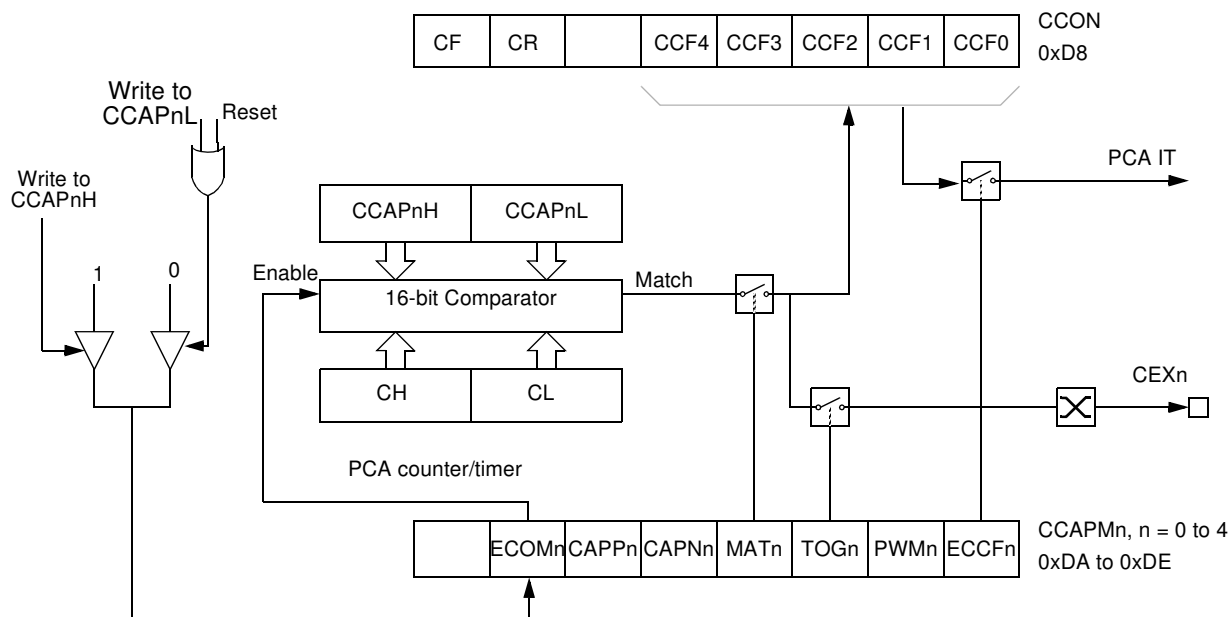 CF CR CCF4 CCF3 CCF2 CCF1 CCF0
CCON
0xD8
Write to
CCAPnL
Reset
Write to
CCAPnH
1
0
PCA IT
CCAPnH CCAPnL
Enable
16-bit Comparator
Match
CH CL
CEXn
PCA counter/timer
ECOMn CAPPn CAPNn MATn TOGn PWMn ECCFn
CCAPMn, n = 0 to 4
0xDA to 0xDE